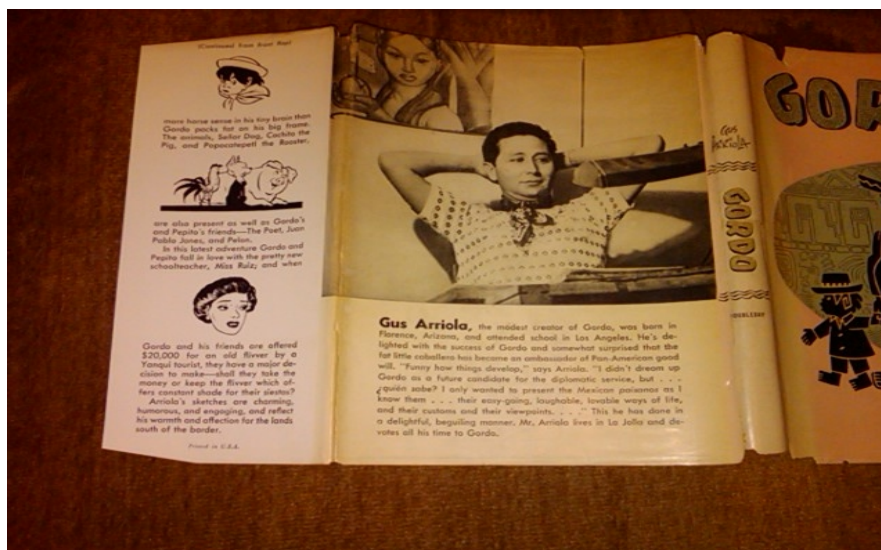 (Continued from front flap)
more horse sense in his tiny brain than
Gordo packs fat on his big frame.
The animals, Señor Dog, Cochito the
Pig, and Popocatepetl the Rooster,
are also present as well as Gordo's
and Pepito's friends—The Poet, Juan
Pablo Jones, and Pelon.
In this latest adventure Gordo and
Pepito fall in love with the pretty new
schoolteacher, Miss Ruiz; and when
Gordo and his friends are offered
$20,000 for an old flivver by a
Yanqui tourist, they have a major de-
cision to make—shall they take the
money or keep the flivver which of-
fers constant shade for their siestas?
Arriola's sketches are charming,
humorous, and engaging, and reflect
his warmth and affection for the lands
south of the border.
Printed in U.S.A.
Gus Arriola, the modest creator of Gordo, was born in
Florence, Arizona, and attended school in Los Angeles. He's de-
lighted with the success of Gordo and somewhat surprised that the
fat little caballero has become an ambassador of Pan-American good
will. "Funny how things develop," says Arriola. "I didn't dream up
Gordo as a future candidate for the diplomatic service, but . . .
¿quién sabe? I only wanted to present the Mexican paisano as I
know them . . . their easy-going, laughable, lovable ways of life,
and their customs and their viewpoints. . . ." This he has done in
a delightful, beguiling manner. Mr. Arriola lives in La Jolla and de-
votes all his time to Gordo.
Gus
Arriola
GORDO
DOUBLEDAY
GOR